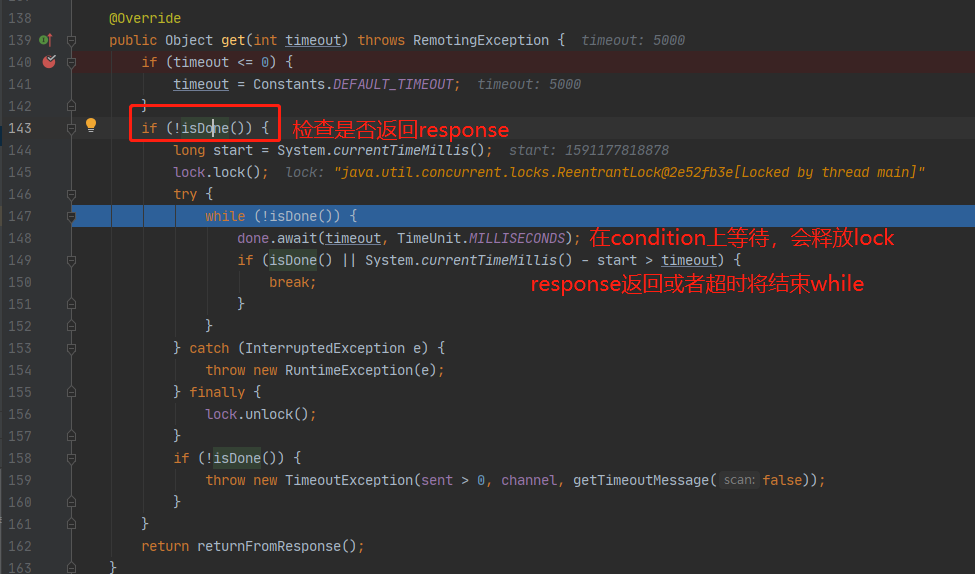 138 @Override
139 public Object get(int timeout) throws RemotingException { timeout: 5000
140 if (timeout <= 0) {
141 timeout = Constants.DEFAULT_TIMEOUT; timeout: 5000
142 }
143 if (!isDone()) { 检查是否返回response
144 long start = System.currentTimeMillis(); start: 1591177818878
145 lock.lock(); lock: "java.util.concurrent.locks.ReentrantLock@2e52fb3e[Locked by thread main]"
146 try {
147 while (!isDone()) {
148 done.await(timeout, TimeUnit.MILLISECONDS); 在condition上等待，会释放lock
149 if (isDone() || System.currentTimeMillis() - start > timeout) {
150 break; response返回或者超时将结束while
151 }
152 }
153 } catch (InterruptedException e) {
154 throw new RuntimeException(e);
155 } finally {
156 lock.unlock();
157 }
158 if (!isDone()) {
159 throw new TimeoutException(sent > 0, channel, getTimeoutMessage( scan: false));
160 }
161 }
162 return returnFromResponse();
163 }